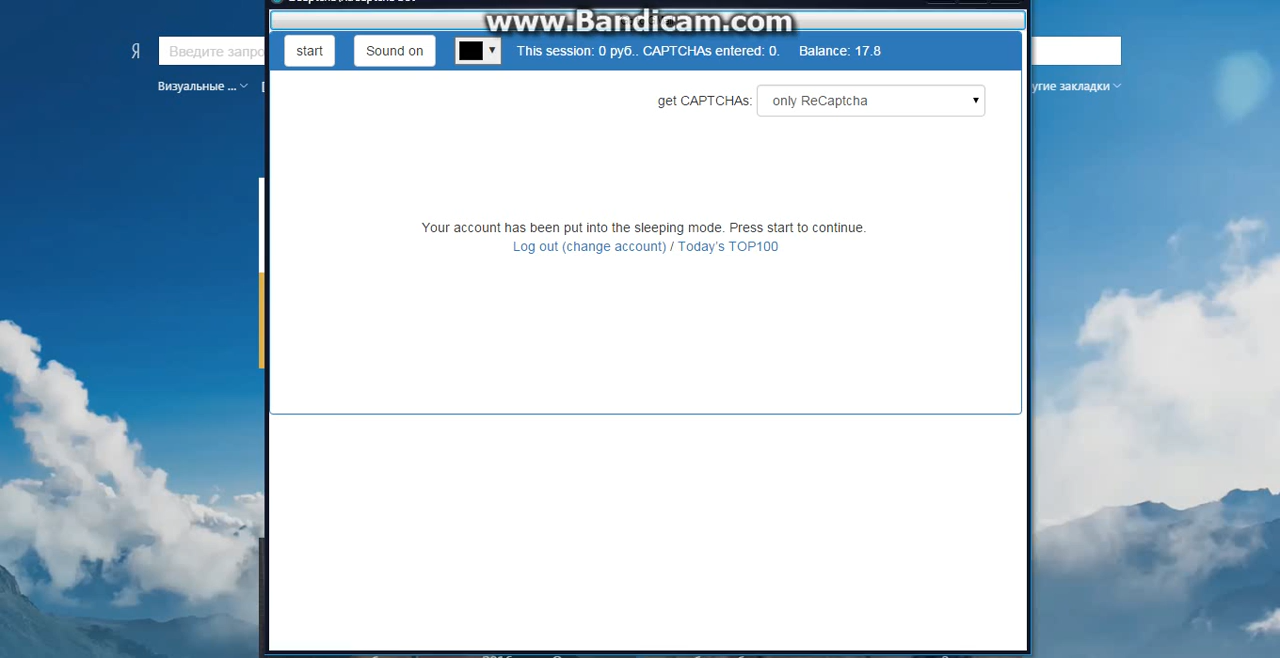 www.Bandicam.com
start
Sound on
This session: 0 руб.. CAPTCHAs entered: 0.
Balance: 17.8
Я
Введите запро
Визуальные ...
угие закладки
get CAPTCHAs:
only ReCaptcha
Your account has been put into the sleeping mode. Press start to continue.
Log out (change account) / Today's TOP100